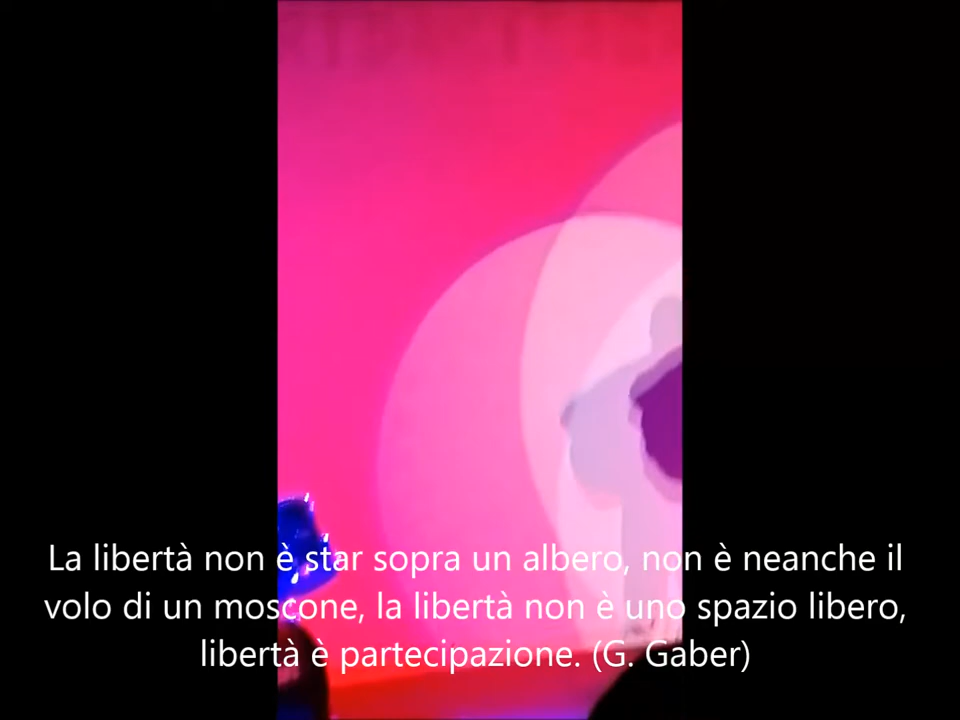 La libertà non è star sopra un albero, non è neanche il
volo di un moscone, la libertà non è uno spazio libero,
libertà è partecipazione. (G. Gaber)